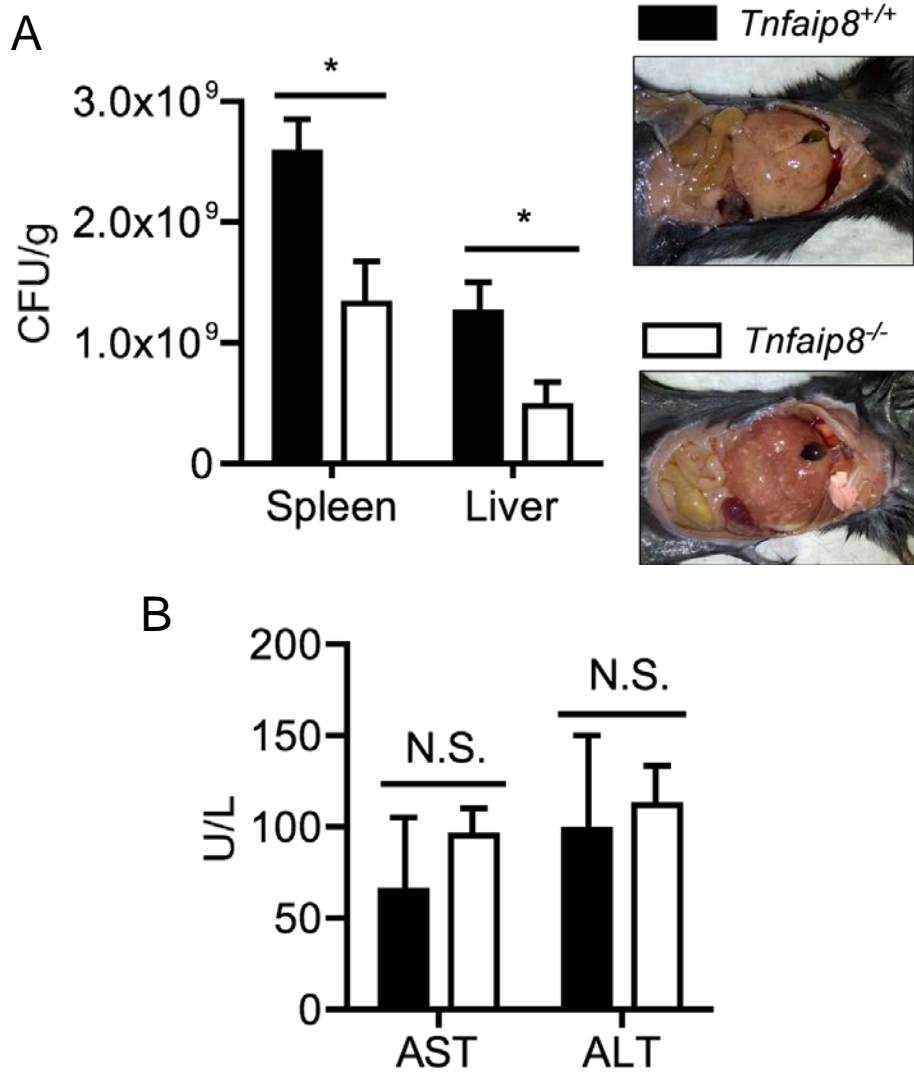 A
Tnfaip8+/+
*
3.0x10⁹
*
2.0x10⁹
CFU/g
1.0x10⁹
Tnfaip8-/-
0
Spleen
Liver
B
200
N.S.
150
N.S.
U/L
100
50
0
AST
ALT